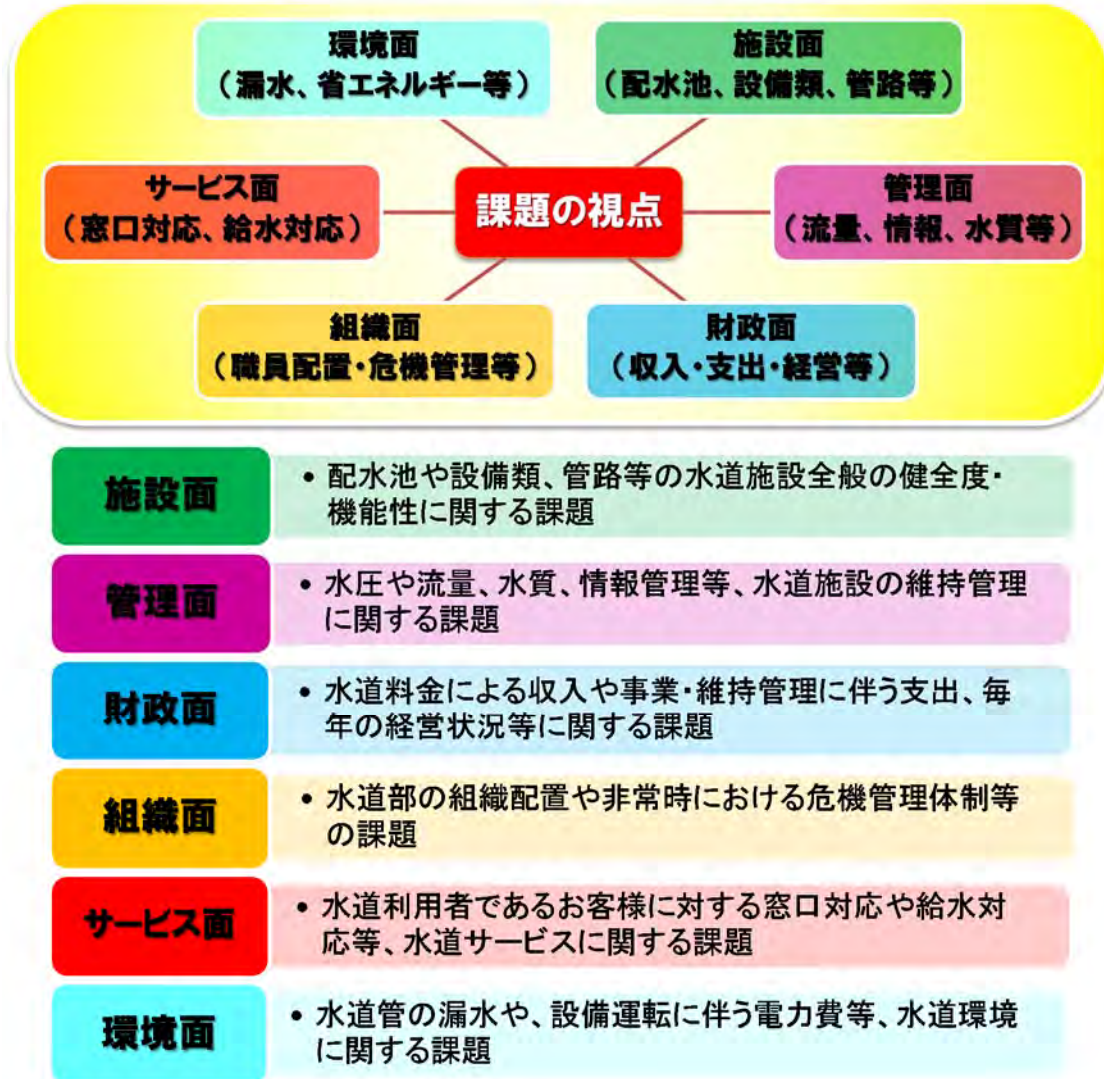 環境面
（漏水、省エネルギー等）
施設面
（配水池、設備類、管路等）
サービス面
（窓口対応、給水対応）
課題の視点
管理面
（流量、情報、水質等）
組織面
（職員配置・危機管理等）
財政面
（収入・支出・経営等）
施設面
• 配水池や設備類、管路等の水道施設全般の健全度・
機能性に関する課題
管理面
• 水圧や流量、水質、情報管理等、水道施設の維持管理
に関する課題
財政面
• 水道料金による収入や事業・維持管理に伴う支出、毎
年の経営状況等に関する課題
組織面
• 水道部の組織配置や非常時における危機管理体制等
の課題
サービス面
• 水道利用者であるお客様に対する窓口対応や給水対
応等、水道サービスに関する課題
環境面
• 水道管の漏水や、設備運転に伴う電力費等、水道環境
に関する課題